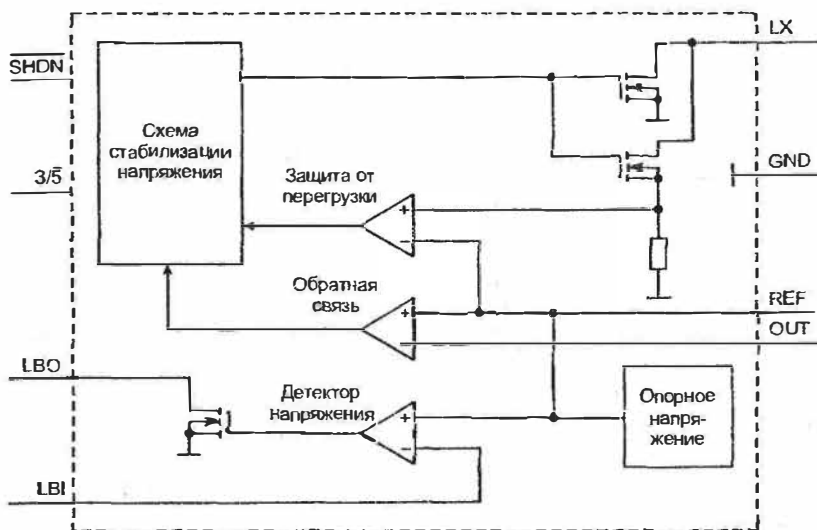 LX
SHDN
Схема
стабилизации
напряжения
GND
3/5
Защита от
перегрузки
+
−
Обратная
связь
REF
+
−
OUT
LBO
Детектор
напряжения
+
−
Опорное
напря-
жение
ILBI